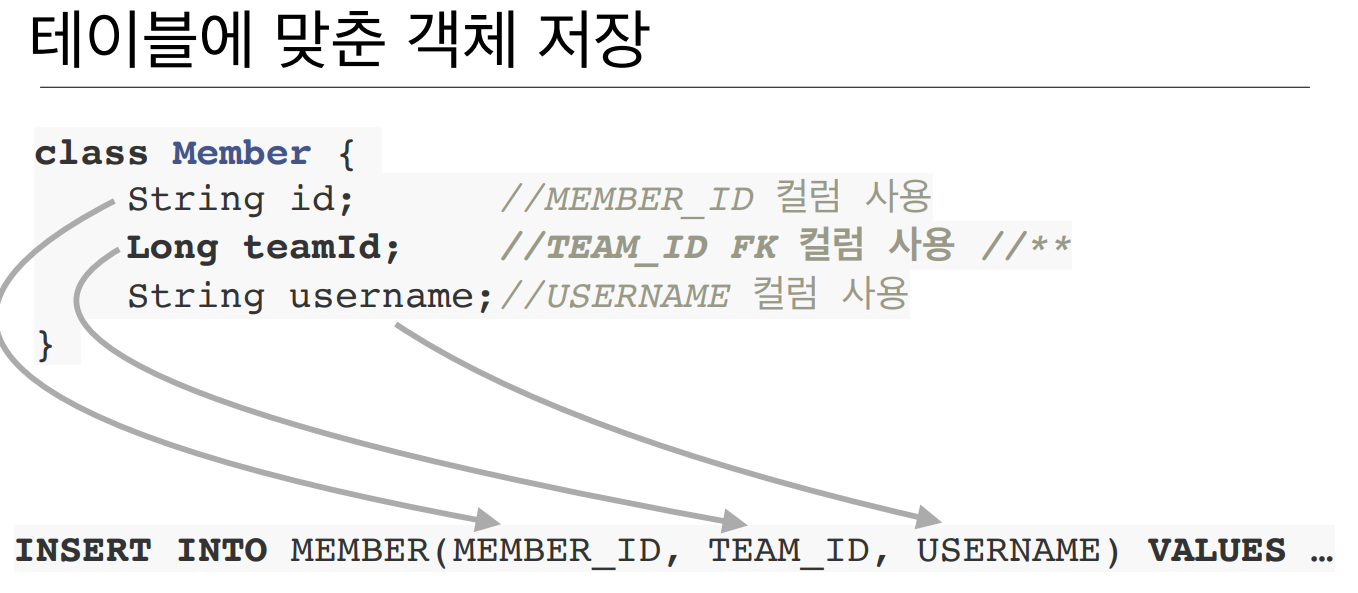 테이블에 맞춘 객체 저장
class Member {
String id; //MEMBER_ID 컬럼 사용
Long teamId; //TEAM_ID FK 컬럼 사용 //**
String username;//USERNAME 컬럼 사용
}
INSERT INTO MEMBER(MEMBER_ID, TEAM_ID, USERNAME) VALUES …